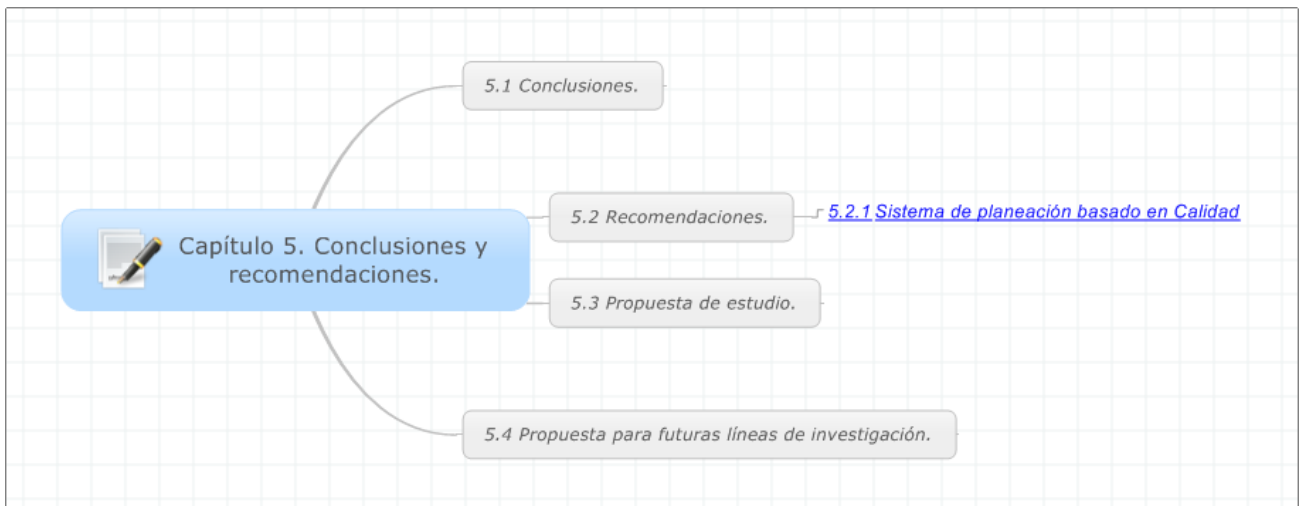 5.1 Conclusiones.
5.2 Recomendaciones.
5.2.1 Sistema de planeación basado en Calidad
Capítulo 5. Conclusiones y
recomendaciones.
5.3 Propuesta de estudio.
5.4 Propuesta para futuras líneas de investigación.